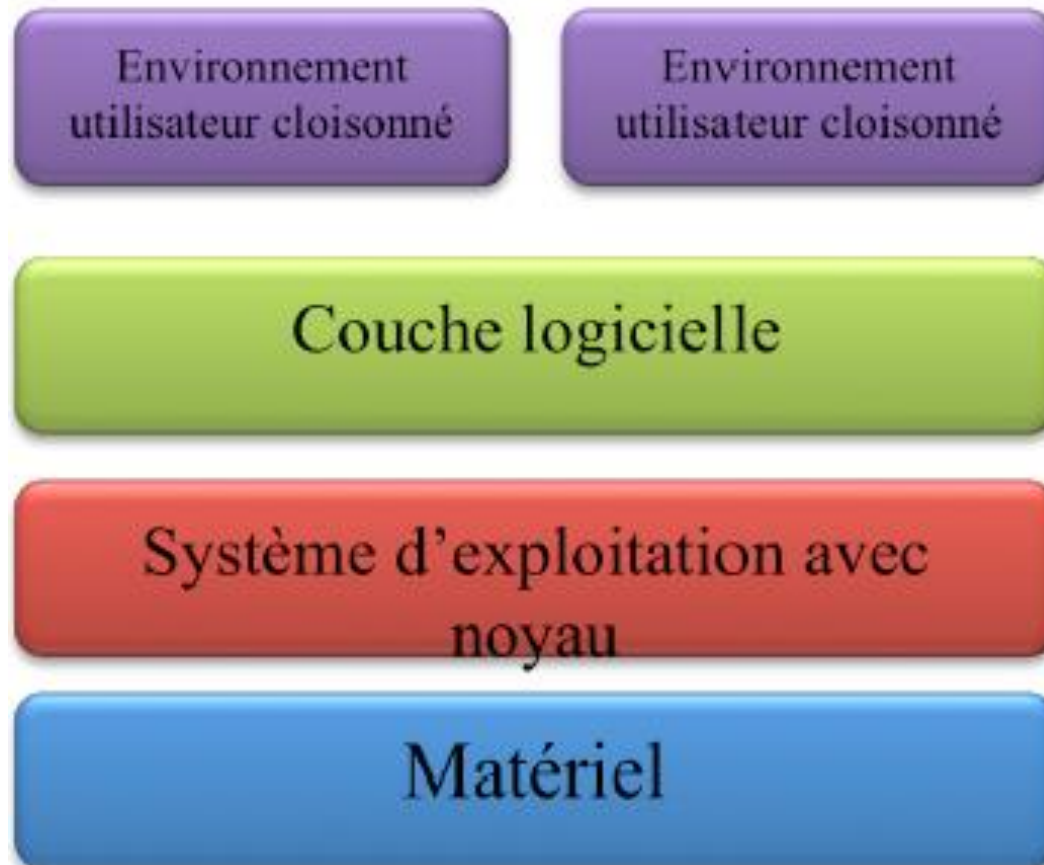 Environnement
utilisateur cloisonné
Environnement
utilisateur cloisonné
Couche logicielle
Système d’exploitation avec
noyau
Matériel